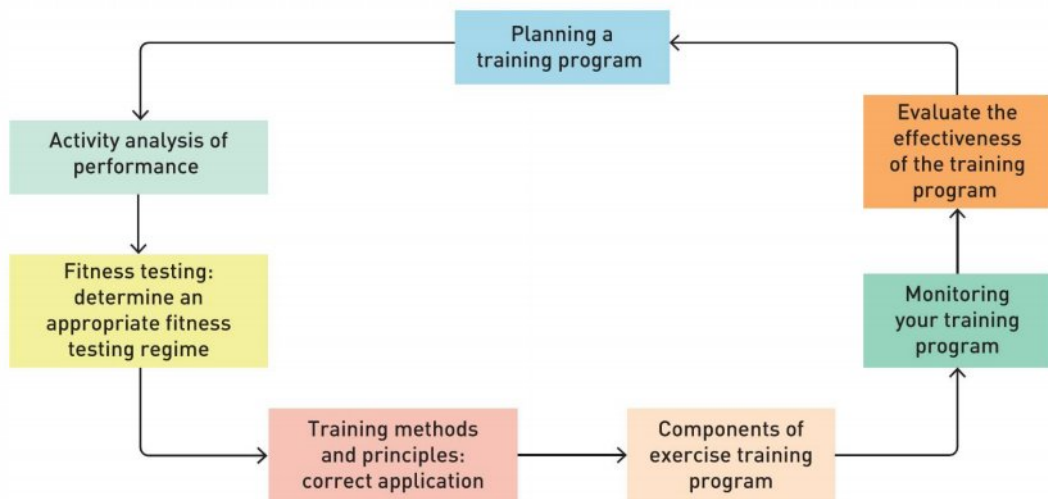 Planning a
training program
Activity analysis of
performance
Fitness testing:
determine an
appropriate fitness
testing regime
Training methods
and principles:
correct application
Components of
exercise training
program
Monitoring
your training
program
Evaluate the
effectiveness
of the training
program